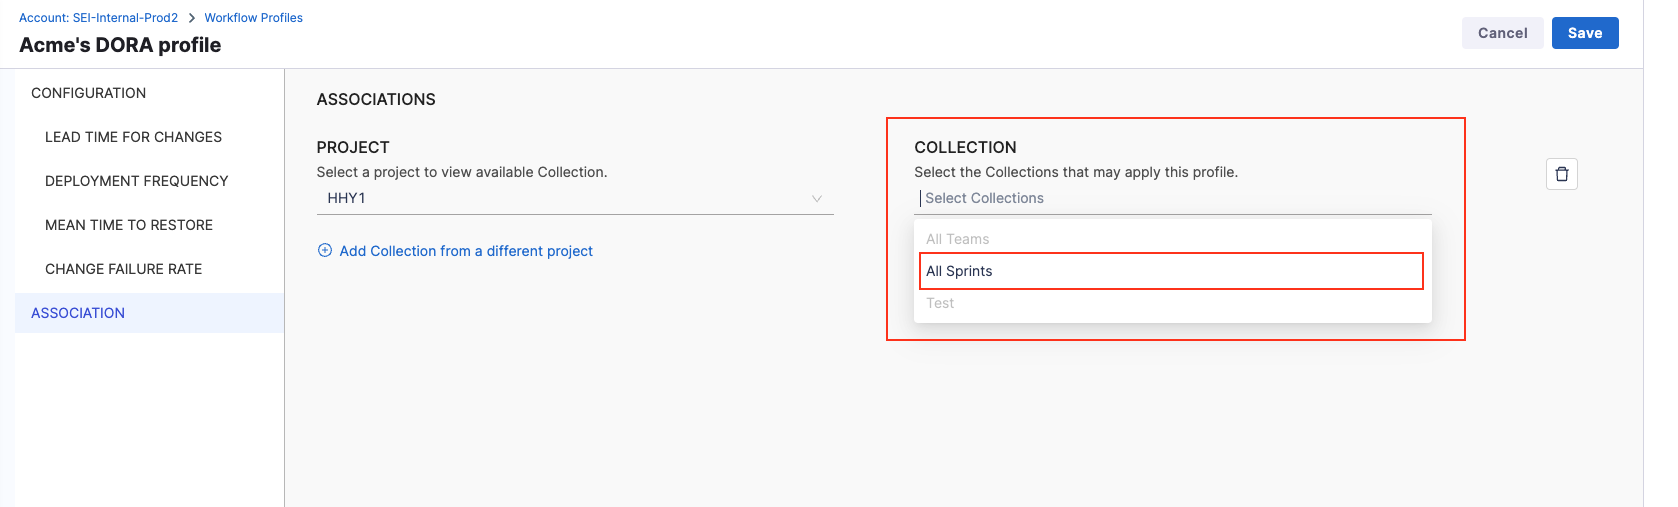 Account: SEI-Internal-Prod2 > Workflow Profiles
Acme's DORA profile
Cancel
Save
CONFIGURATION
LEAD TIME FOR CHANGES
DEPLOYMENT FREQUENCY
MEAN TIME TO RESTORE
CHANGE FAILURE RATE
ASSOCIATION
ASSOCIATIONS
PROJECT
Select a project to view available Collection.
HHY1
Add Collection from a different project
COLLECTION
Select the Collections that may apply this profile.
Select Collections
All Teams
All Sprints
Test